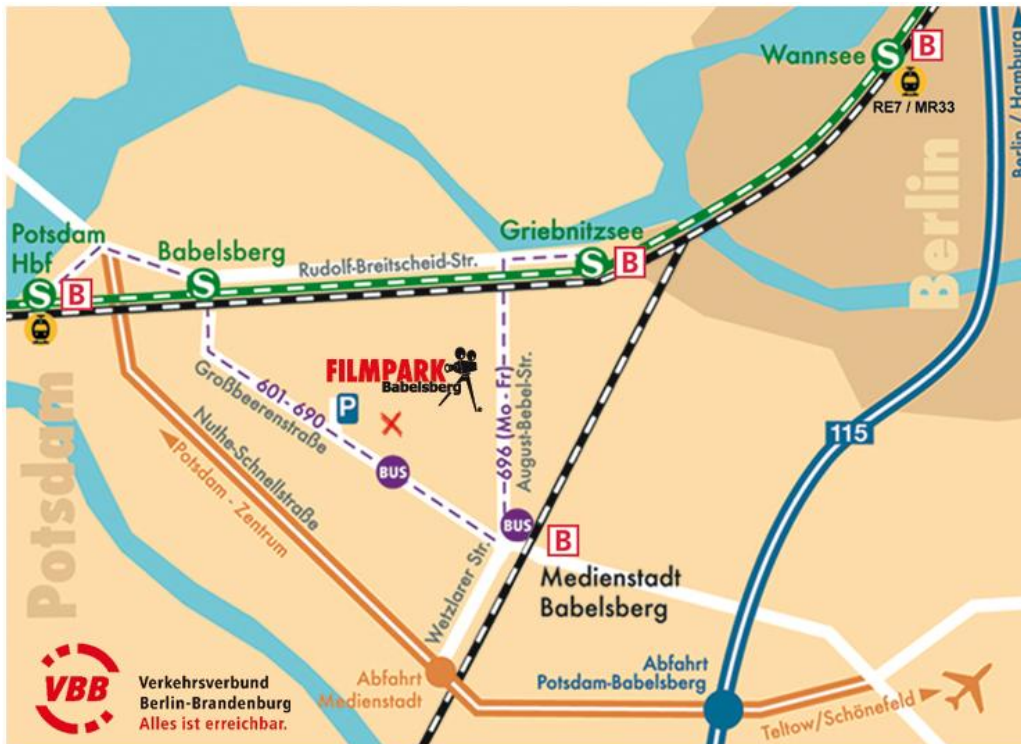 Wannsee
S
B
RE7 / MR33
Berlin / Hamburg
Berlin
Potsdam
Hbf
S
B
Babelsberg
S
Rudolf-Breitscheid-Str.
Griebnitzsee
S
B
FILMPARK
Babelsberg
P
601-690
Großbeerenstraße
BUS
696 (Mo - Fr)
August-Bebel-Str.
BUS
115
Nuthe-Schnellstraße
Potsdam - Zentrum
Potsdam
Wetzlarer Str.
B
Medienstadt
Babelsberg
Abfahrt
Medienstadt
Abfahrt
Potsdam-Babelsberg
Teltow/Schönefeld
VBB
Verkehrsverbund
Berlin-Brandenburg
Alles ist erreichbar.